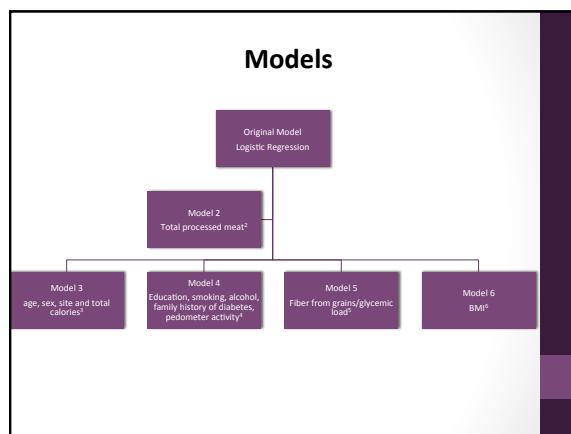 Models
Original Model
Logistic Regression
Model 2
Total processed meat²
Model 3
age, sex, site and total
calories³
Model 4
Education, smoking, alcohol,
family history of diabetes,
pedometer activity⁴
Model 5
Fiber from grains/glycemic
load⁵
Model 6
BMI⁶